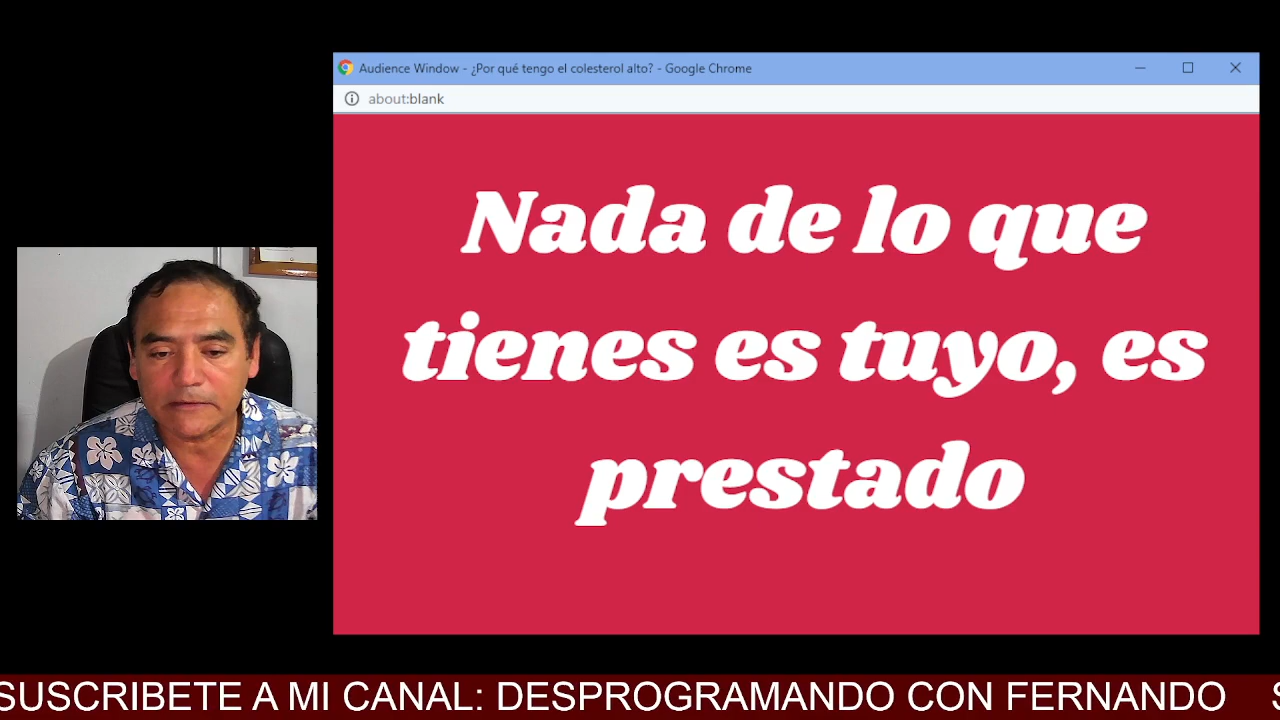 Audience Window - ¿Por qué tengo el colesterol alto? - Google Chrome
about:blank
Nada de lo que
tienes es tuyo, es
prestado
SUSCRIBETE A MI CANAL: DESPROGRAMANDO CON FERNANDO